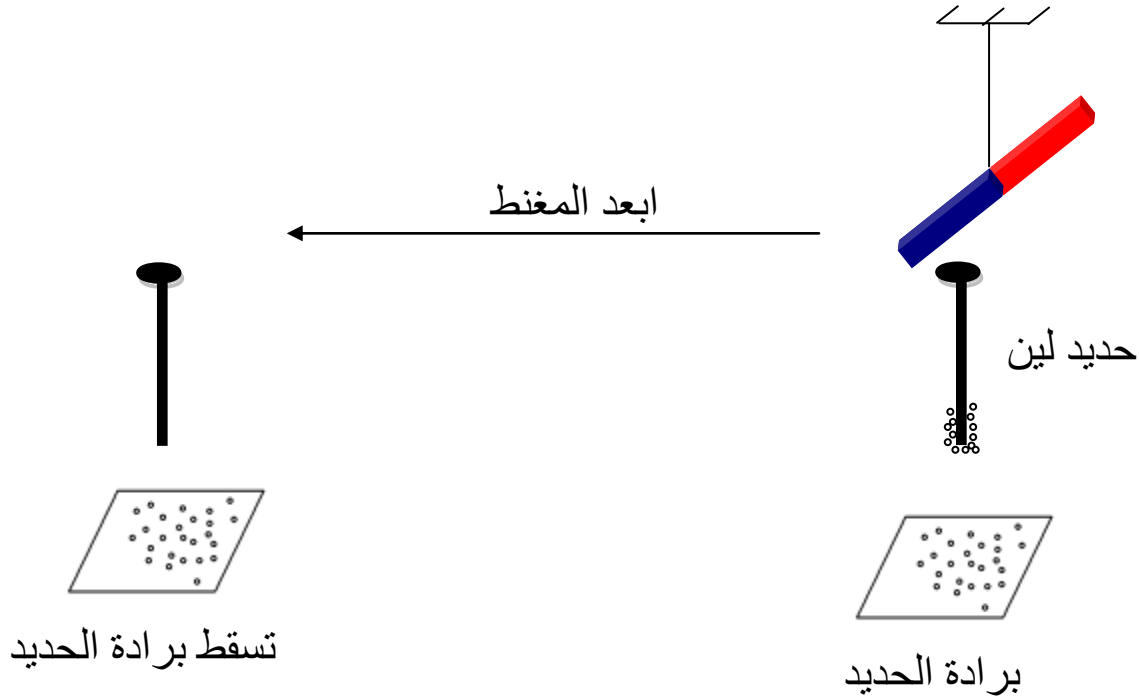 ابعد المغنط
حديد لين
برادة الحديد
تسقط برادة الحديد